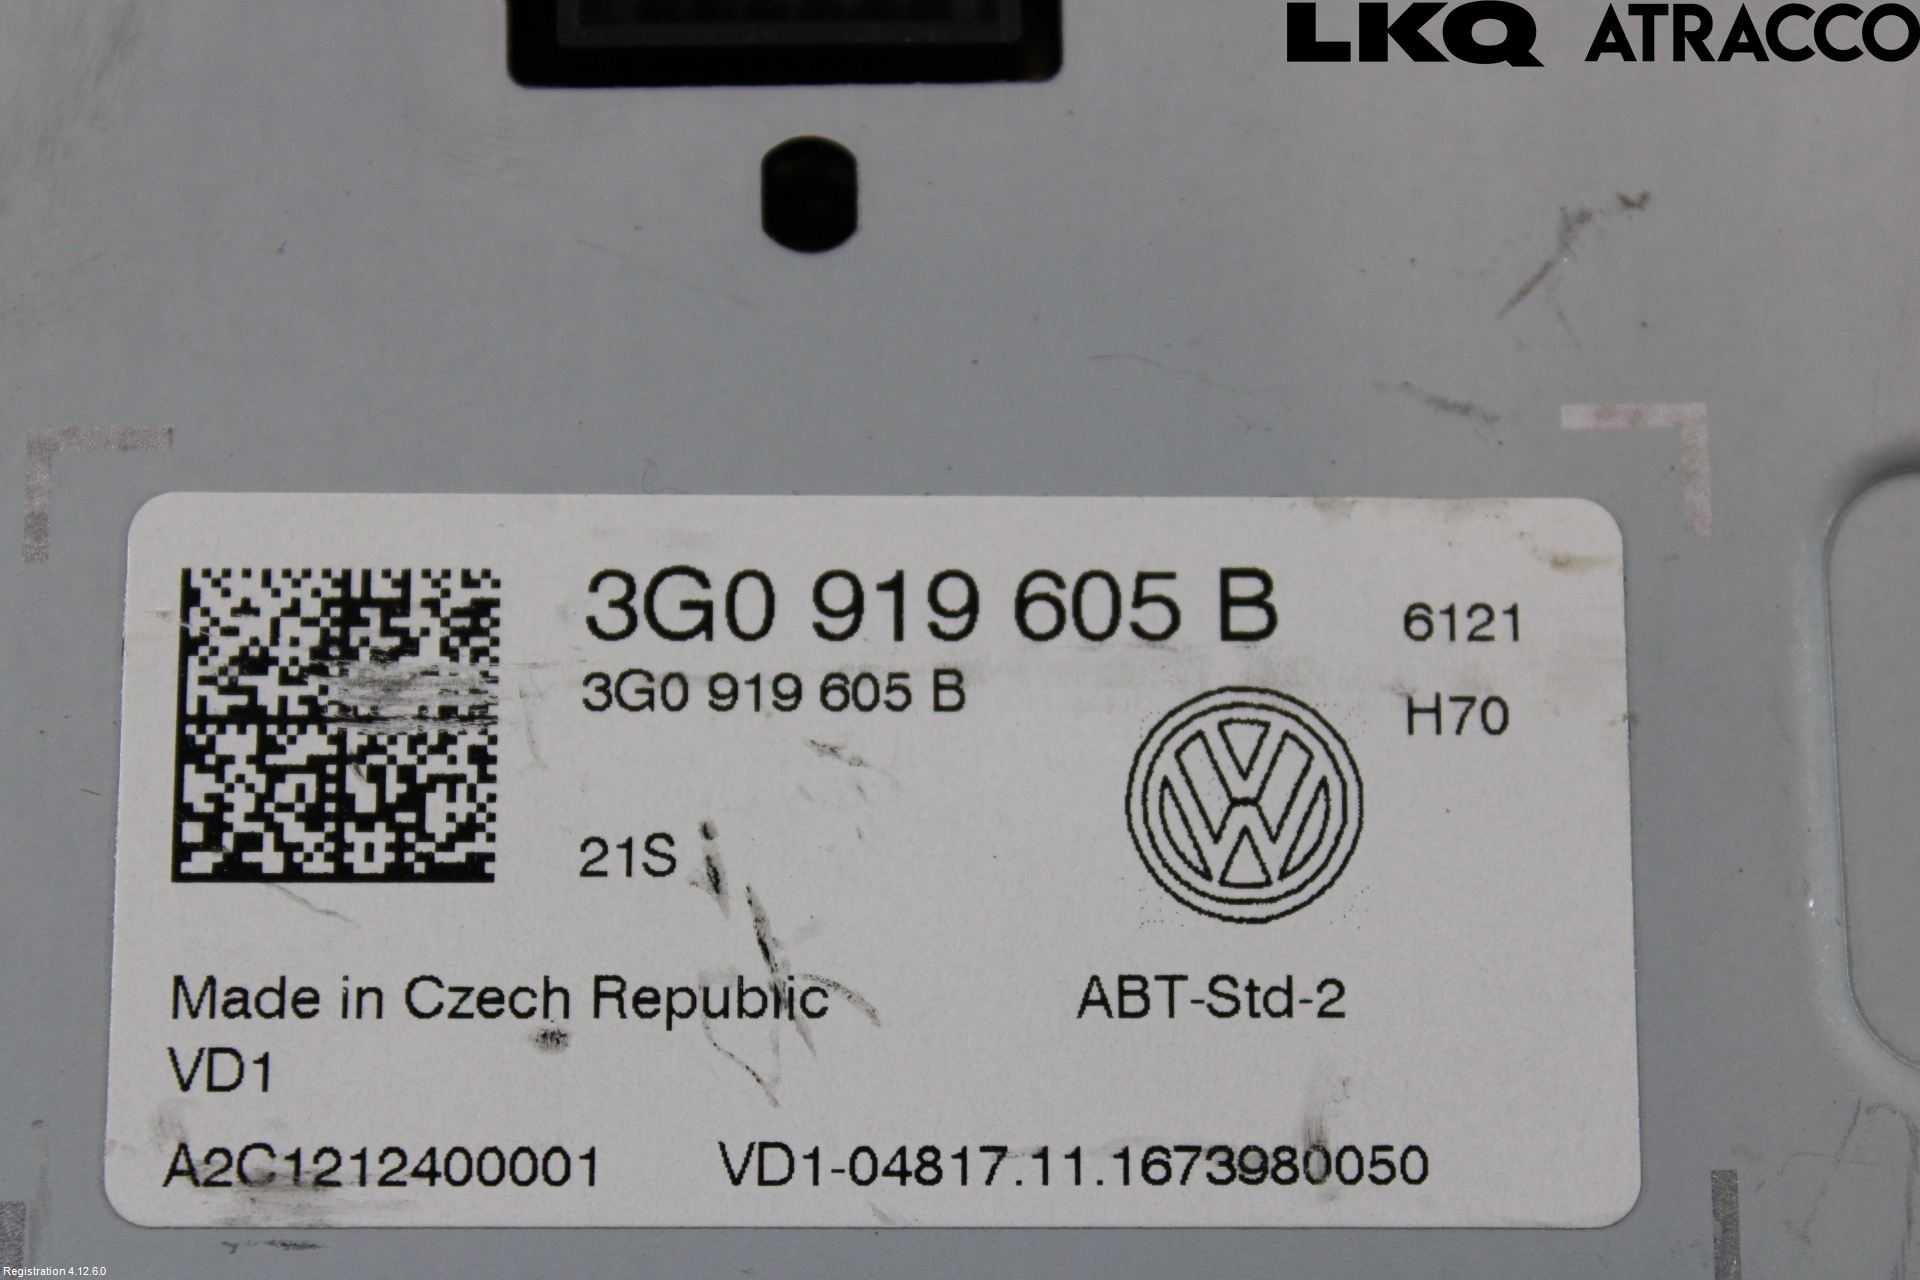 LKQ ATRACCO
3G0 919 605 B 6121
3G0 919 605 B
H70
21S
Made in Czech Republic ABT-Std-2
VD1
A2C1212400001 VD1-04817.11.1673980050
Registration 4.12.6.0